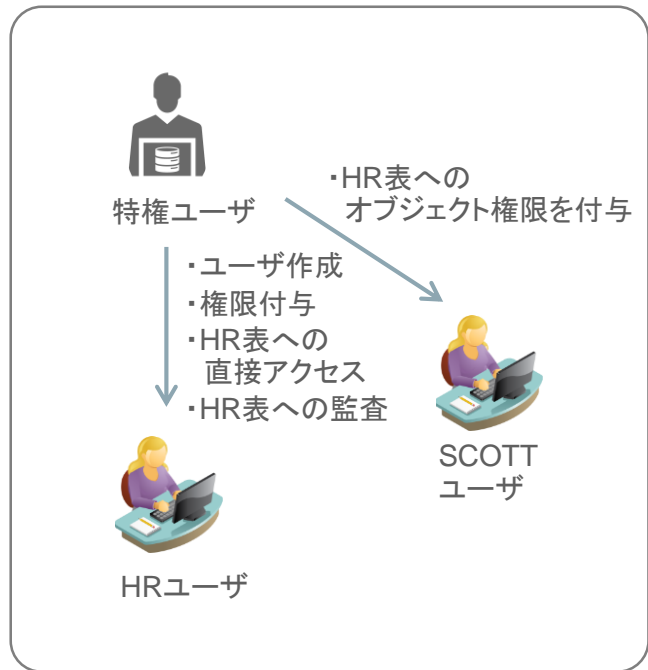 特権ユーザ
・HR表への
オブジェクト権限を付与
・ユーザ作成
・権限付与
・HR表への
直接アクセス
・HR表への監査
SCOTT
ユーザ
HRユーザ